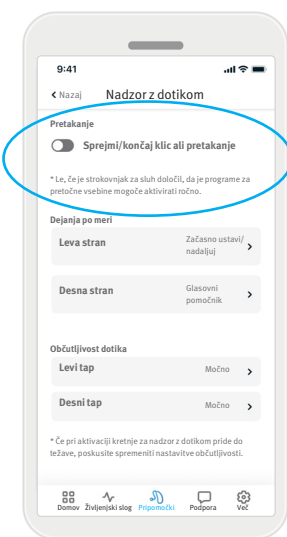 9:41
Nazaj Nadzor z dotikom
Pretakanje
Sprejmi/končaj klic ali pretakanje
* Le, če je strokovnjak za sluh določil, da je programe za
pretočne vsebine mogoče aktivirati ročno.
Dejanja po meri
Leva stran Začasno ustavi/
nadaljuj
Desna stran Glasovni
pomočnik
Občutljivost dotika
Levi tap Močno
Desni tap Močno
* Če pri aktivaciji kretnje za nadzor z dotikom pride do
težave, poskusite spremeniti nastavitve občutljivosti.
Domov Življenjski slog Pripomočki Podpora Več